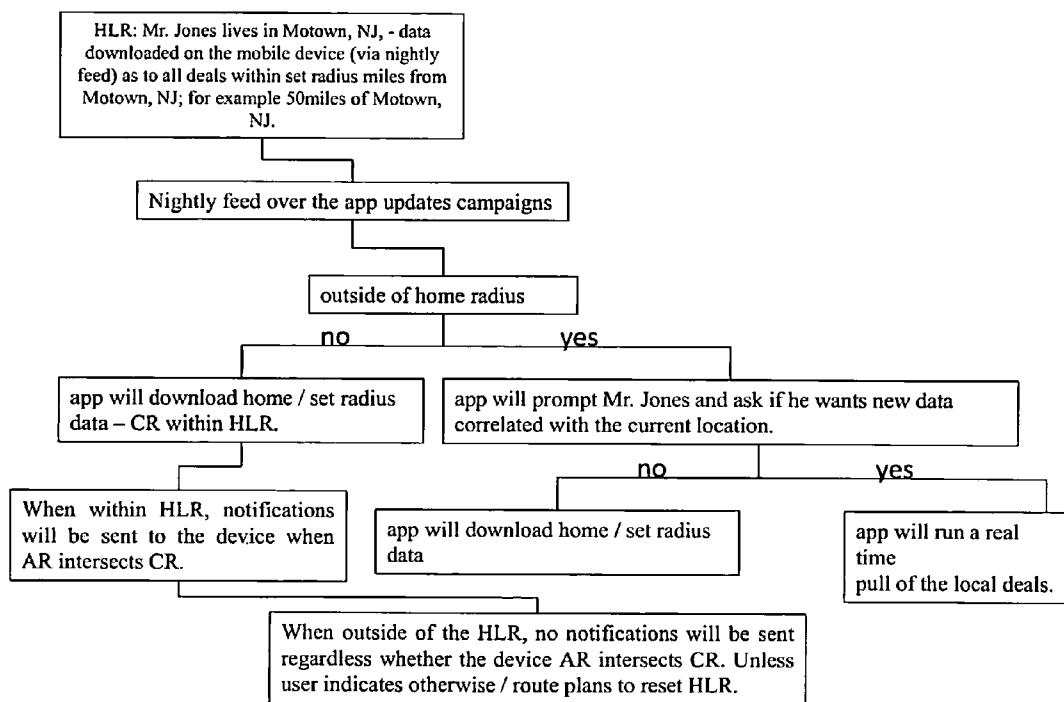 HLR: Mr. Jones lives in Motown, NJ, - data
downloaded on the mobile device (via nightly
feed) as to all deals within set radius miles from
Motown, NJ; for example 50miles of Motown,
NJ.
Nightly feed over the app updates campaigns
outside of home radius
no
yes
app will download home / set radius
data – CR within HLR.
app will prompt Mr. Jones and ask if he wants new data
correlated with the current location.
no
yes
When within HLR, notifications
will be sent to the device when
AR intersects CR.
app will download home / set radius
data
app will run a real
time
pull of the local deals.
When outside of the HLR, no notifications will be sent
regardless whether the device AR intersects CR. Unless
user indicates otherwise / route plans to reset HLR.